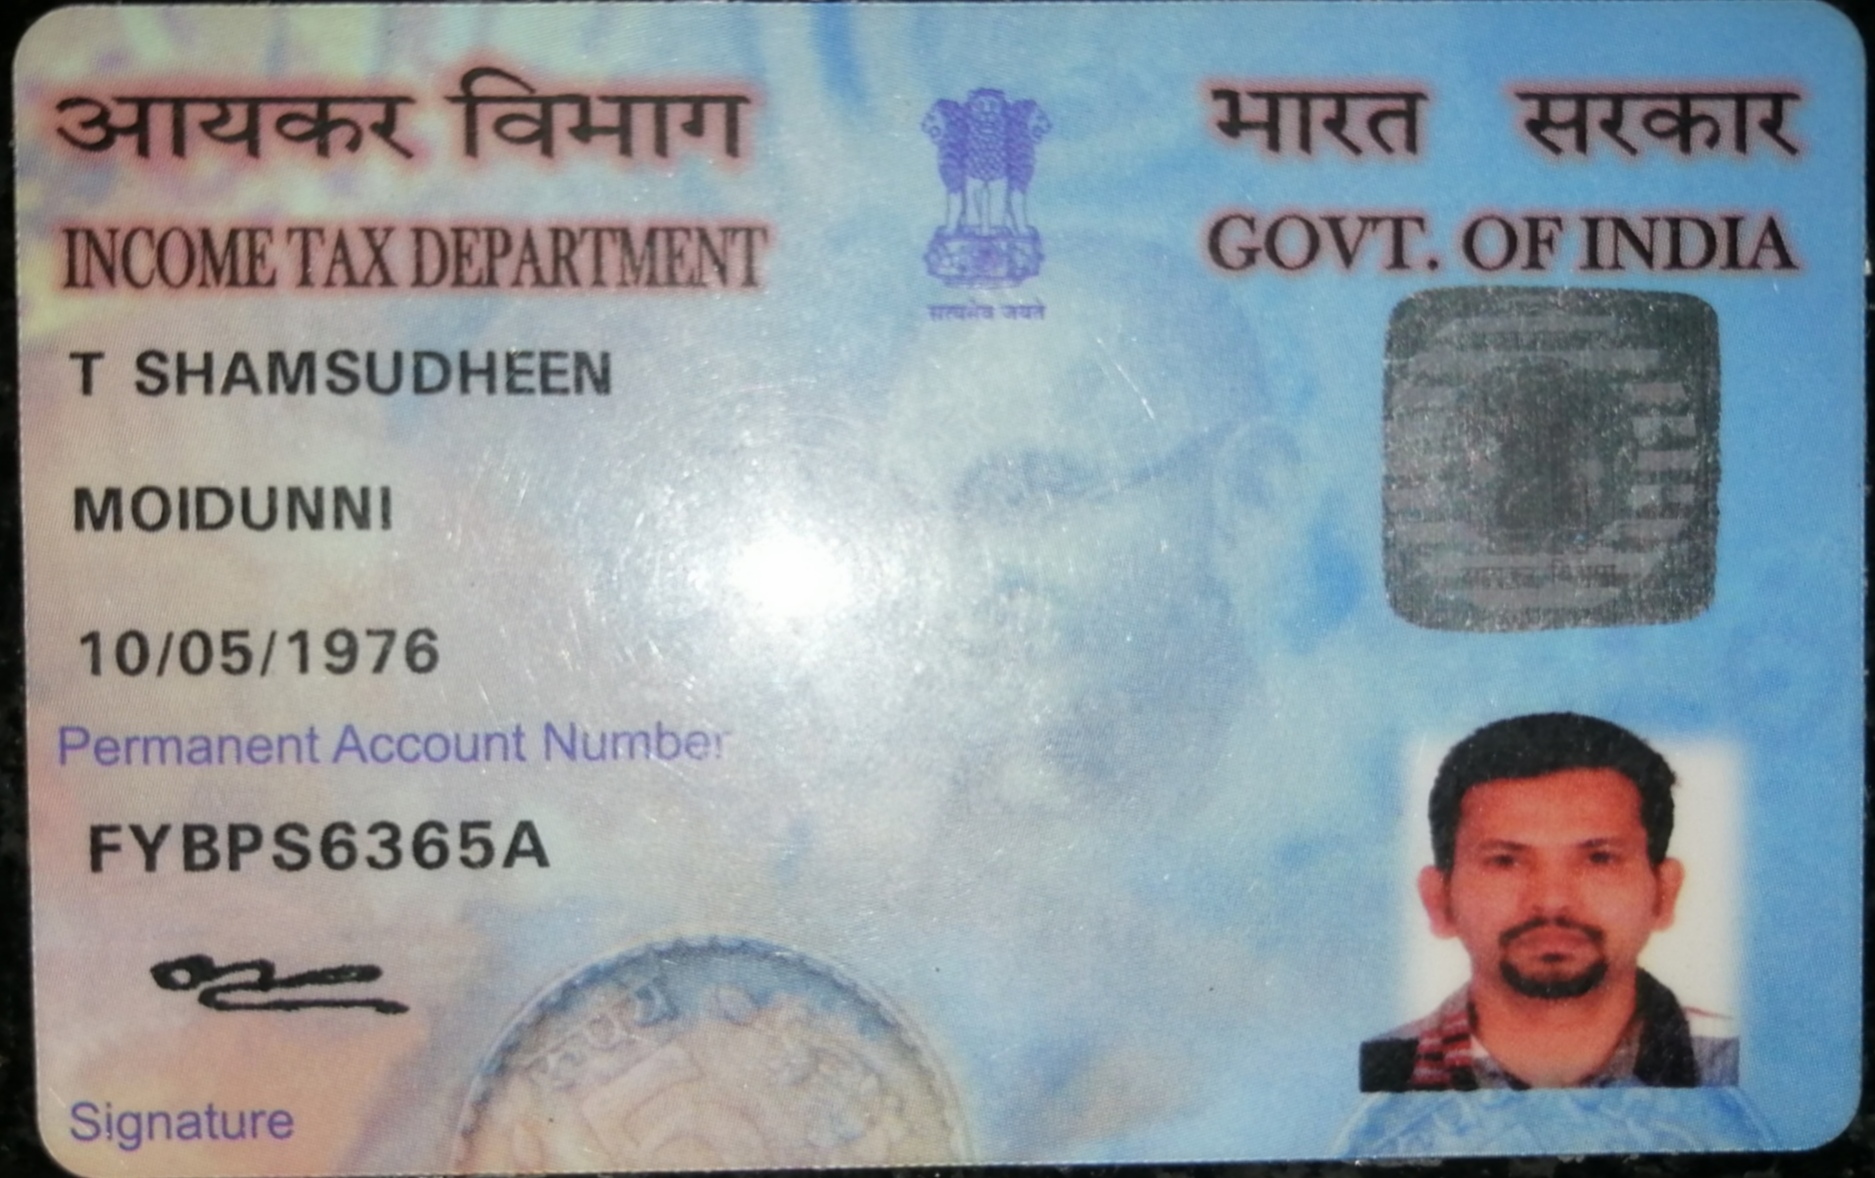 आयकर विभाग
INCOME TAX DEPARTMENT
भारत सरकार
GOVT. OF INDIA
सत्यमेव जयते
T SHAMSUDHEEN
MOIDUNNI
10/05/1976
Permanent Account Number
FYBPS6365A
Signature